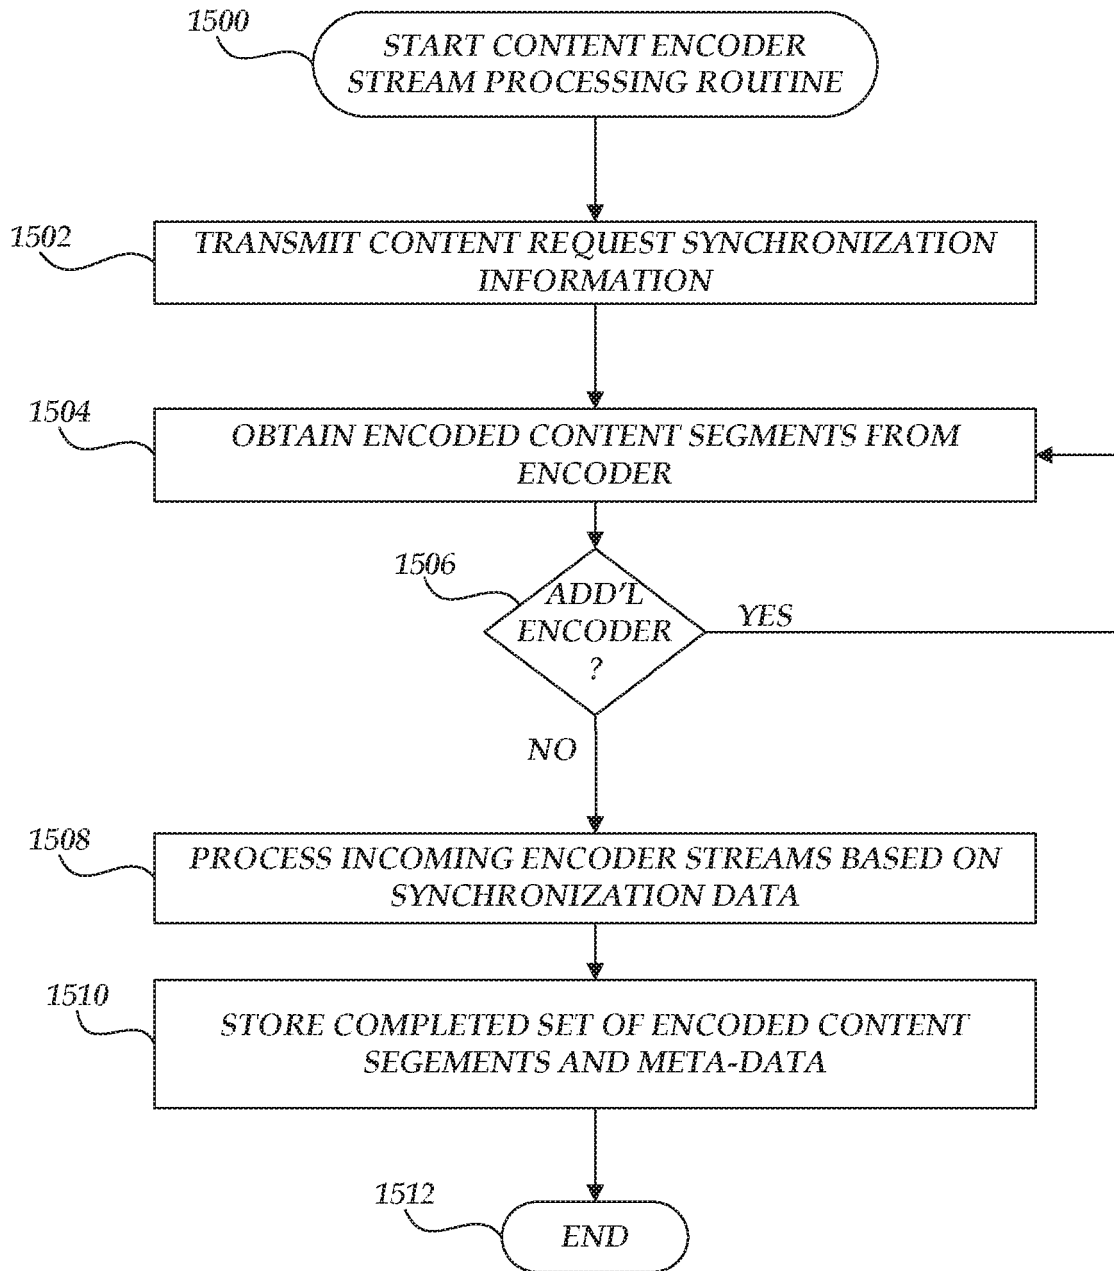 1500
START CONTENT ENCODER
STREAM PROCESSING ROUTINE
1502
TRANSMIT CONTENT REQUEST SYNCHRONIZATION
INFORMATION
1504
OBTAIN ENCODED CONTENT SEGMENTS FROM
ENCODER
1506
ADD'L
ENCODER
?
YES
NO
1508
PROCESS INCOMING ENCODER STREAMS BASED ON
SYNCHRONIZATION DATA
1510
STORE COMPLETED SET OF ENCODED CONTENT
SEGEMENTS AND META-DATA
1512
END